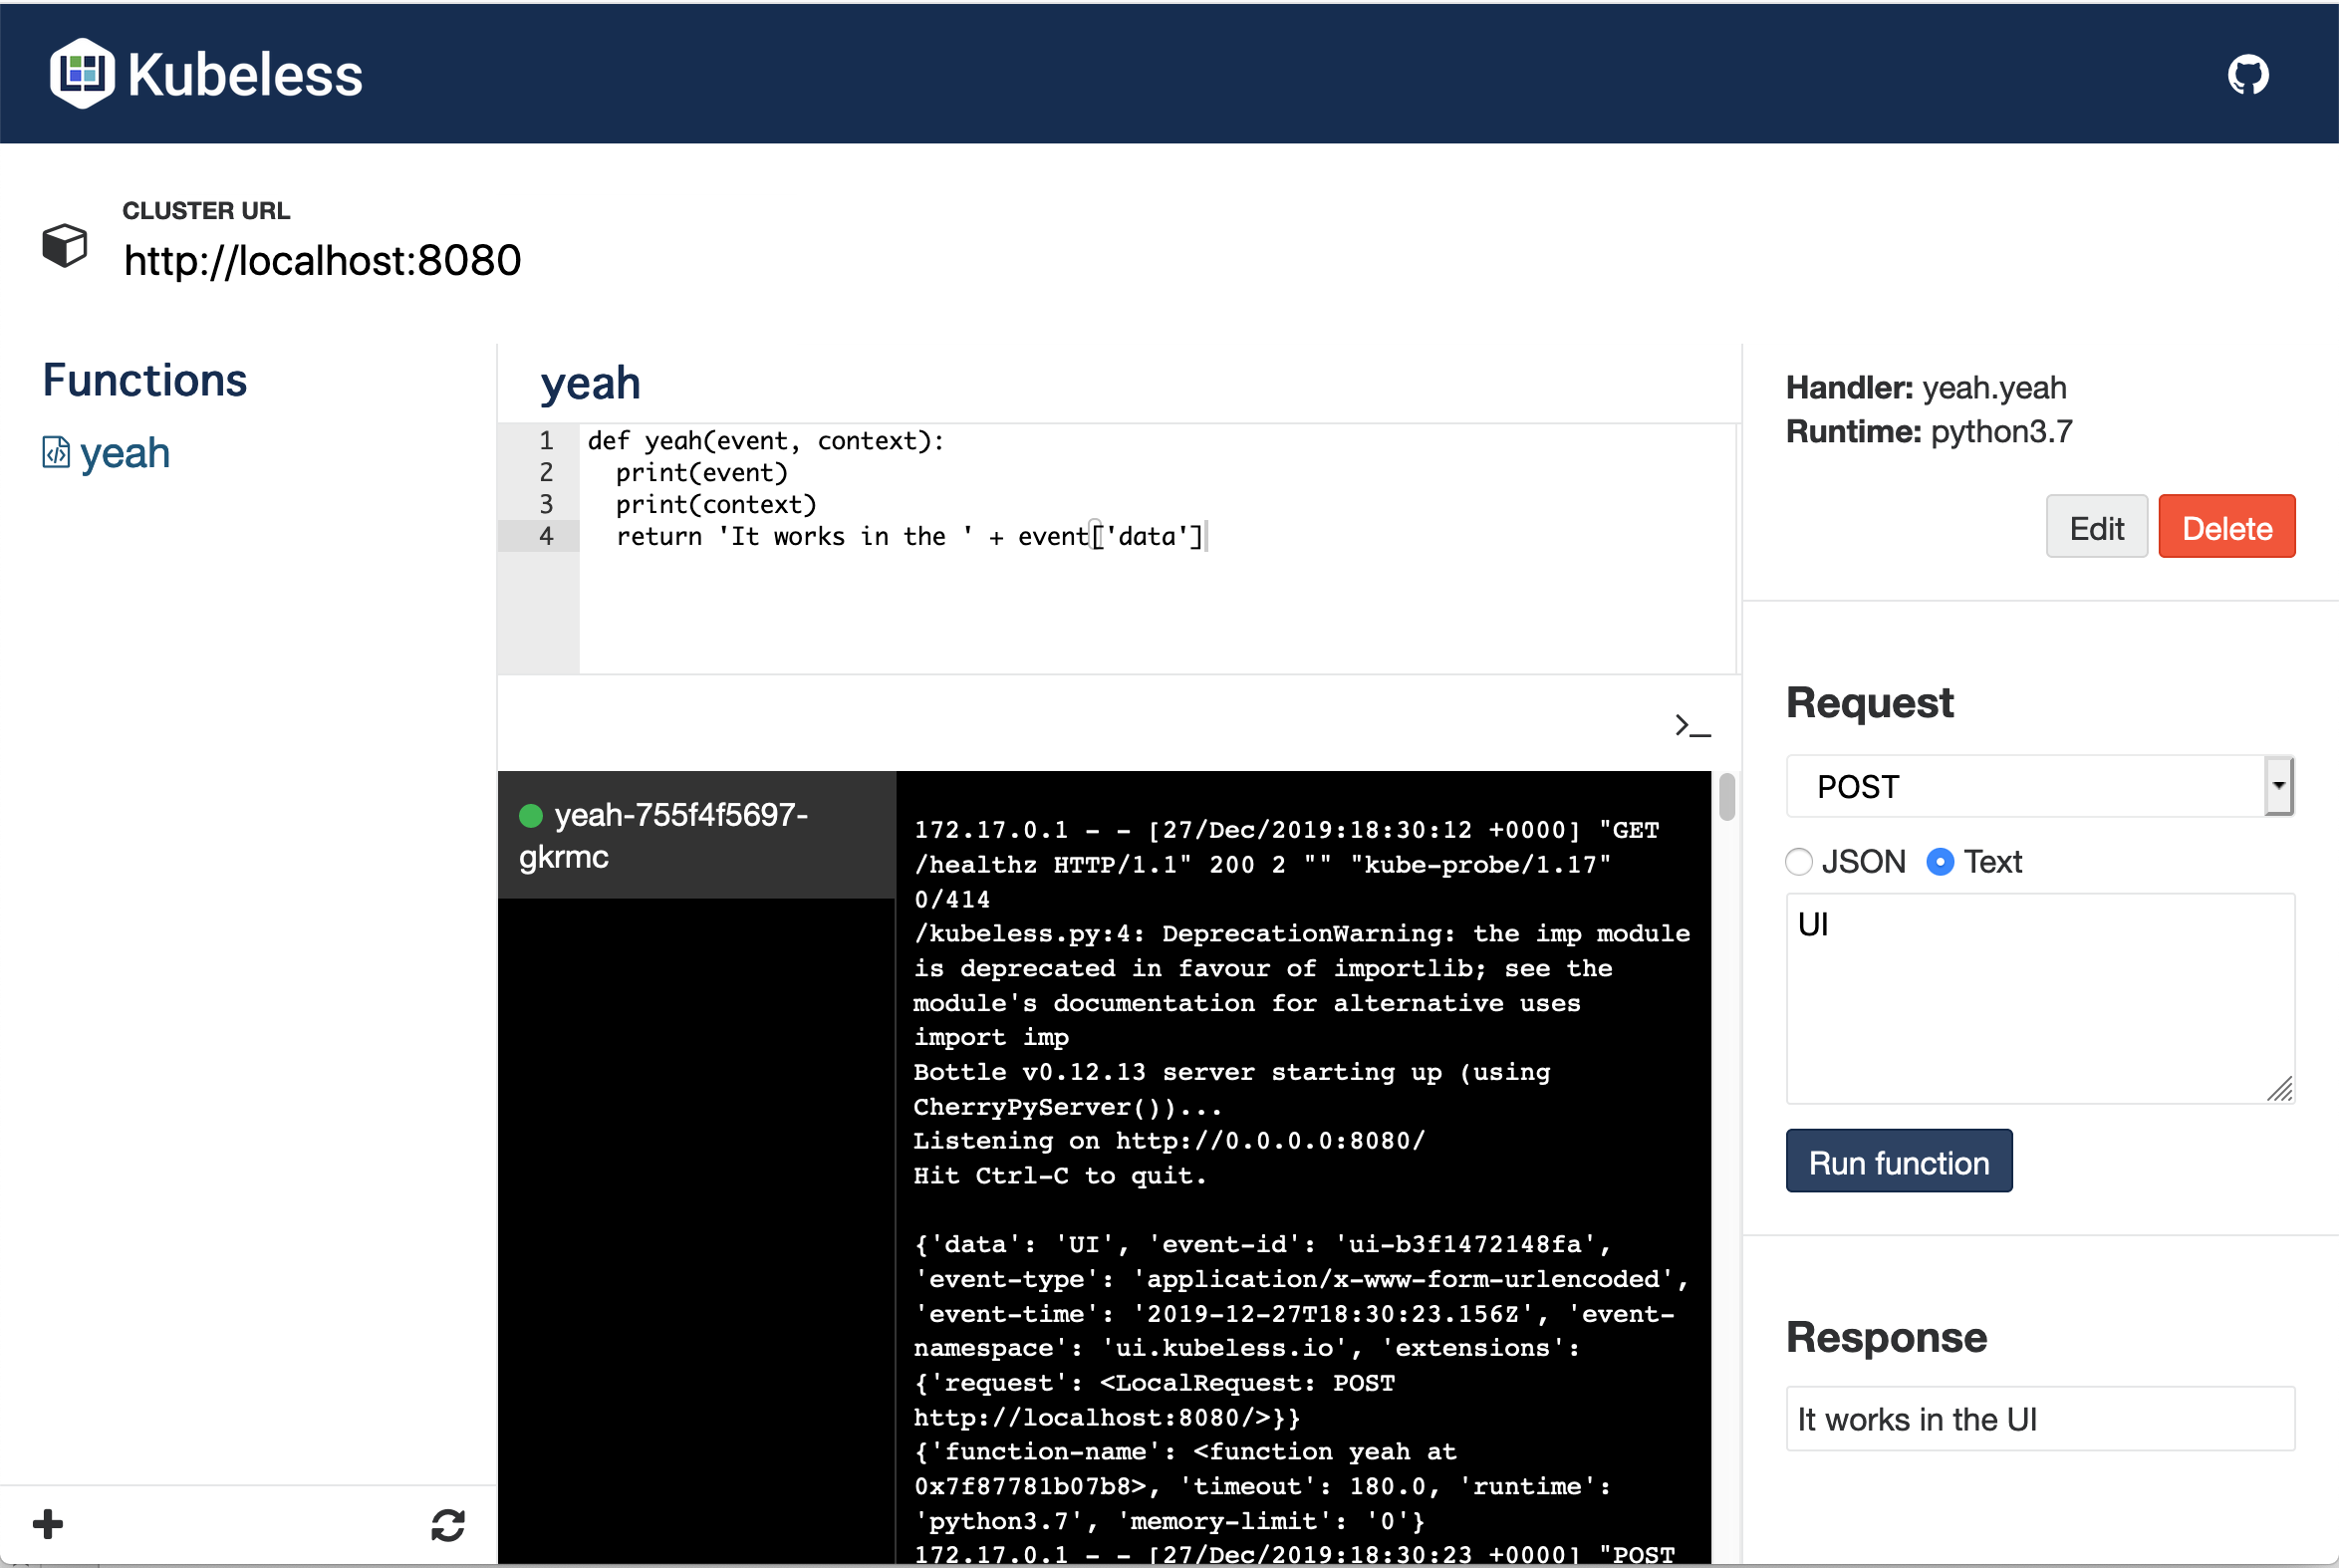 Kubeless
CLUSTER URL
http://localhost:8080
Functions
yeah
yeah
1 def yeah(event, context):
2 print(event)
3 print(context)
4 return 'It works in the ' + event['data']
>_
yeah-755f4f5697-
gkrmc
172.17.0.1 - - [27/Dec/2019:18:30:12 +0000] "GET
/healthz HTTP/1.1" 200 2 "" "kube-probe/1.17"
0/414
/kubeless.py:4: DeprecationWarning: the imp module
is deprecated in favour of importlib; see the
module's documentation for alternative uses
import imp
Bottle v0.12.13 server starting up (using
CherryPyServer())...
Listening on http://0.0.0.0:8080/
Hit Ctrl-C to quit.
{'data': 'UI', 'event-id': 'ui-b3f1472148fa',
'event-type': 'application/x-www-form-urlencoded',
'event-time': '2019-12-27T18:30:23.156Z', 'event-
namespace': 'ui.kubeless.io', 'extensions':
{'request': <LocalRequest: POST
http://localhost:8080/>}}
{'function-name': <function yeah at
0x7f87781b07b8>, 'timeout': 180.0, 'runtime':
'python3.7', 'memory-limit': '0'}
172.17.0.1 - - [27/Dec/2019:18:30:23 +0000] "POST
Handler: yeah.yeah
Runtime: python3.7
Edit Delete
Request
POST
JSON Text
UI
Run function
Response
It works in the UI